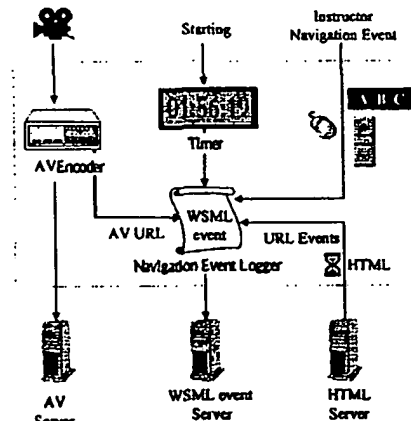 Starting
Instructor
Navigation Event
A B C
Timer
AVEncoder
WSML
event
AV URL
URL Events
Navigation Event Logger
HTML
AV
Server
WSML event
Server
HTML
Server